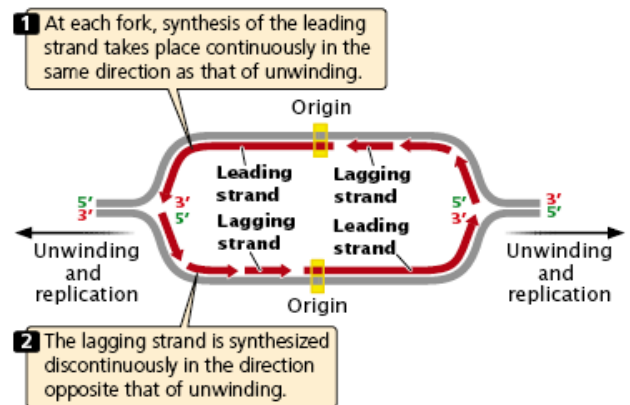 1 At each fork, synthesis of the leading
strand takes place continuously in the
same direction as that of unwinding.
Origin
Leading
strand
Lagging
strand
5′
3′
3′
5′
5′
3′
3′
5′
Lagging
strand
Leading
strand
Unwinding
and
replication
Unwinding
and
replication
Origin
2 The lagging strand is synthesized
discontinuously in the direction
opposite that of unwinding.